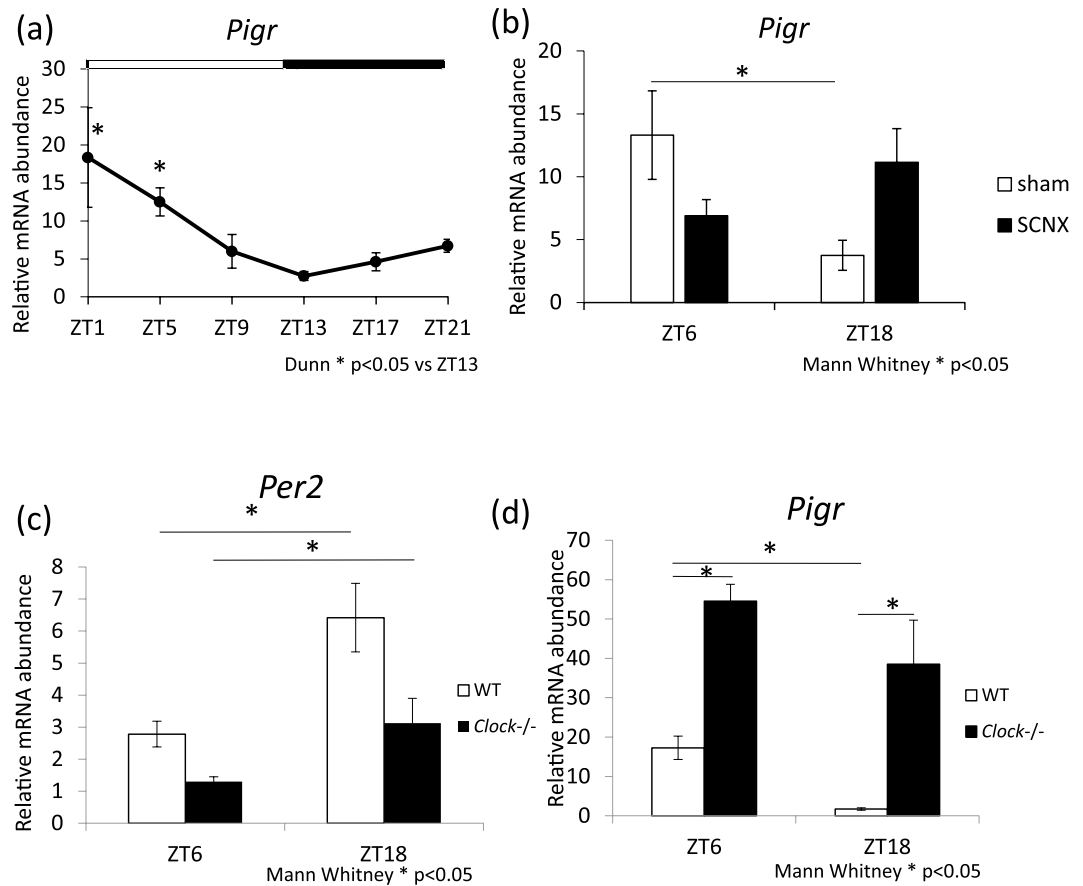 (a)
Pigr
Relative mRNA abundance
30
25
20
15
10
5
0
*
*
ZT1 ZT5 ZT9 ZT13 ZT17 ZT21
Dunn * p<0.05 vs ZT13
(b)
Pigr
Relative mRNA abundance
20
15
10
5
0
*
sham
SCNX
ZT6 ZT18
Mann Whitney * p<0.05
(c)
Per2
*
*
Relative mRNA abundance
8
7
6
5
4
3
2
1
0
WT
Clock-/-
ZT6 ZT18
Mann Whitney * p<0.05
(d)
Pigr
Relative mRNA abundance
70
60
50
40
30
20
10
0
*
*
*
WT
Clock-/-
ZT6 ZT18
Mann Whitney * p<0.05